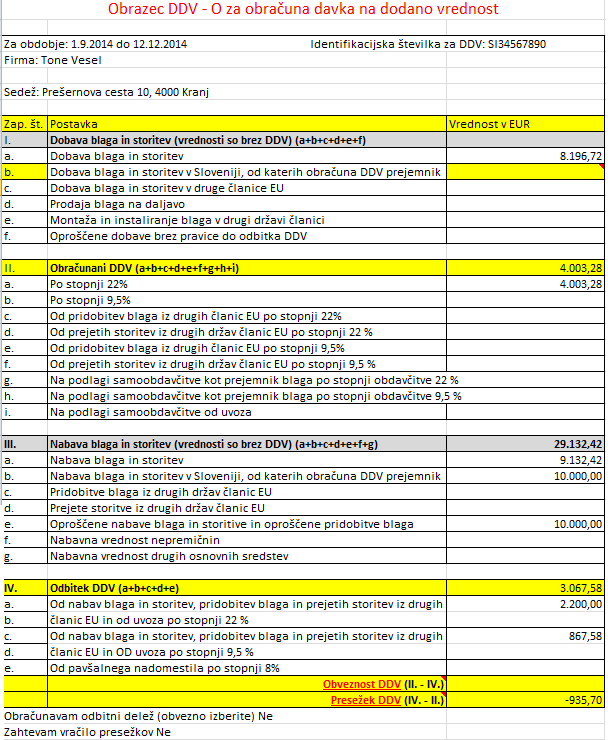 Obrazec DDV - O za obračuna davka na dodano vrednost
Za obdobje: 1.9.2014 do 12.12.2014 Identifikacijska številka za DDV: SI34567890
Firma: Tone Vesel
Sedež: Prešernova cesta 10, 4000 Kranj
Zap. št. Postavka Vrednost v EUR
I. Dobava blaga in storitev (vrednosti so brez DDV) (a+b+c+d+e+f)
a. Dobava blaga in storitev 8.196,72
b. Dobava blaga in storitev v Sloveniji, od katerih obračuna DDV prejemnik
c. Dobava blaga in storitev v druge članice EU
d. Prodaja blaga na daljavo
e. Montaža in instaliranje blaga v drugi državi članici
f. Oproščene dobave brez pravice do odbitka DDV
II. Obračunani DDV (a+b+c+d+e+f+g+h+i) 4.003,28
a. Po stopnji 22% 4.003,28
b. Po stopnji 9,5%
c. Od pridobitev blaga iz drugih članic EU po stopnji 22%
d. Od prejetih storitev iz drugih držav članic EU po stopnji 22 %
e. Od pridobitev blaga iz drugih članic EU po stopnji 9,5%
f. Od prejetih storitev iz drugih držav članic EU po stopnji 9,5 %
g. Na podlagi samoobdavčitve kot prejemnik blaga po stopnji obdavčitve 22 %
h. Na podlagi samoobdavčitve kot prejemnik blaga po stopnji obdavčitve 9,5 %
i. Na podlagi samoobdavčitve od uvoza
III. Nabava blaga in storitev (vrednosti so brez DDV) (a+b+c+d+e+f+g) 29.132,42
a. Nabava blaga in storitev 9.132,42
b. Nabava blaga in storitev v Sloveniji, od katerih obračuna DDV prejemnik 10.000,00
c. Pridobitve blaga iz drugih držav članic EU
d. Prejete storitve iz drugih držav članic EU
e. Oproščene nabave blaga in storitive in oproščene pridobitve blaga 10.000,00
f. Nabavna vrednost nepremičnin
g. Nabavna vrednost drugih osnovnih sredstev
IV. Odbitek DDV (a+b+c+d+e) 3.067,58
a. Od nabav blaga in storitev, pridobitev blaga in prejetih storitev iz drugih 2.200,00
b. članic EU in od uvoza po stopnji 22 %
c. Od nabav blaga in storitev, pridobitev blaga in prejetih storitev iz drugih 867,58
d. članic EU in OD uvoza po stopnji 9,5 %
e. Od pavšalnega nadomestila po stopnji 8%
Obveznost DDV (II. - IV.)
Presežek DDV (IV. - II.) -935,70
Obračunavam odbitni delež (obvezno izberite) Ne
Zahtevam vračilo presežkov Ne